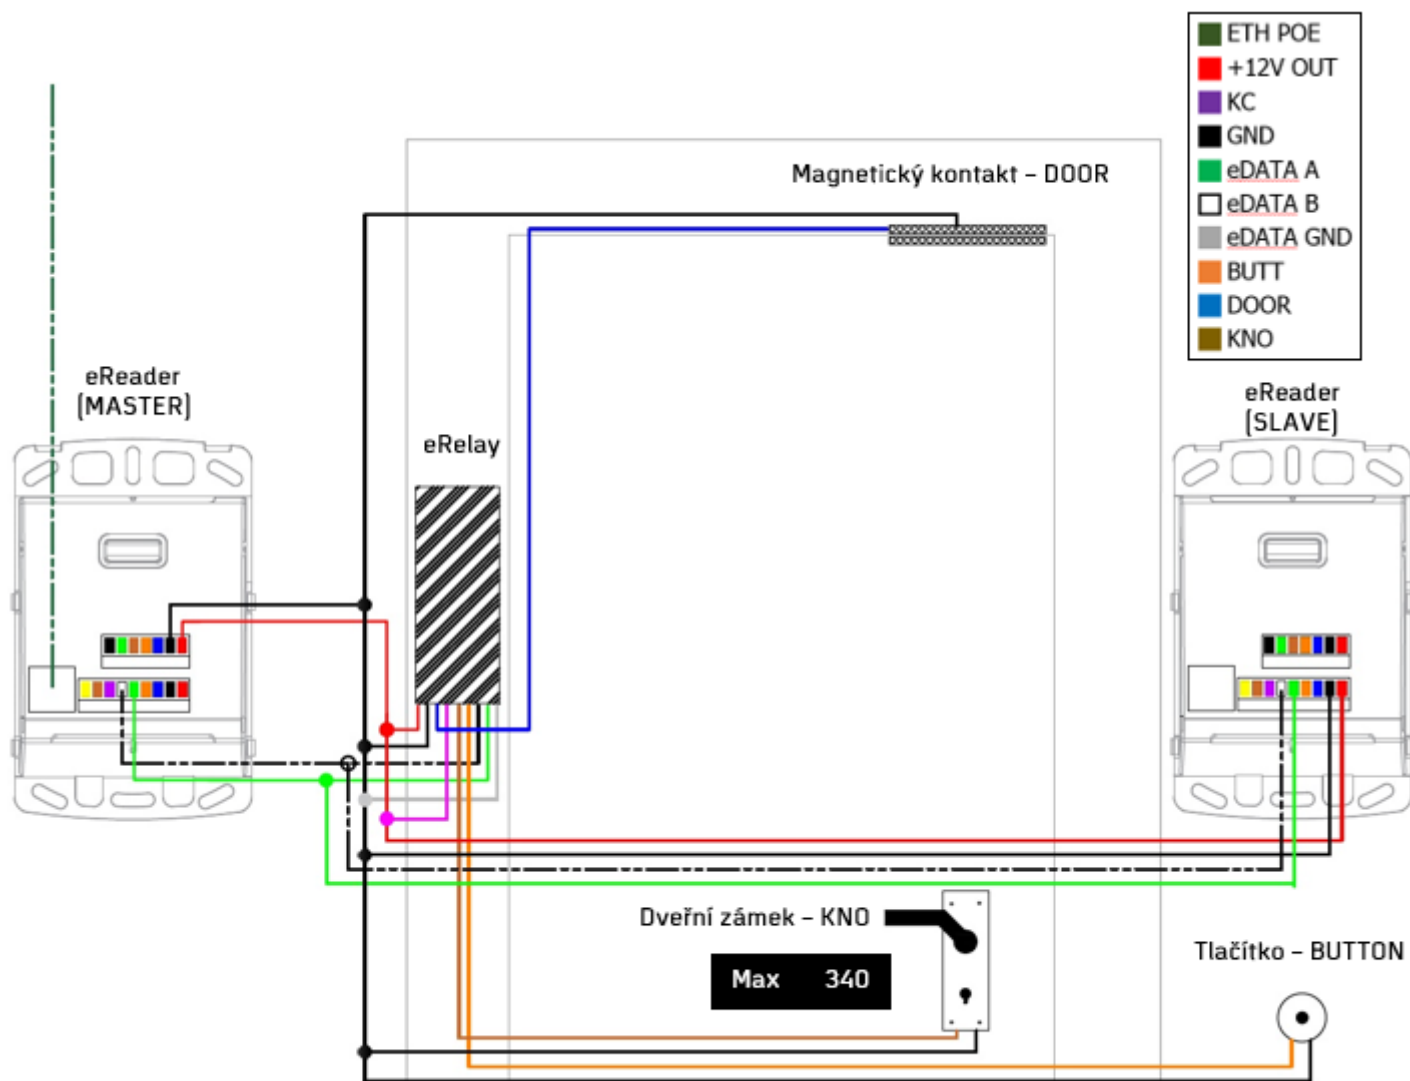 ETH POE
+12V OUT
KC
GND
eDATA A
eDATA B
eDATA GND
BUTT
DOOR
KNO
Magnetický kontakt – DOOR
eReader
(MASTER)
eReader
(SLAVE)
eRelay
Dveřní zámek – KNO
Max 340
Tlačítko – BUTTON